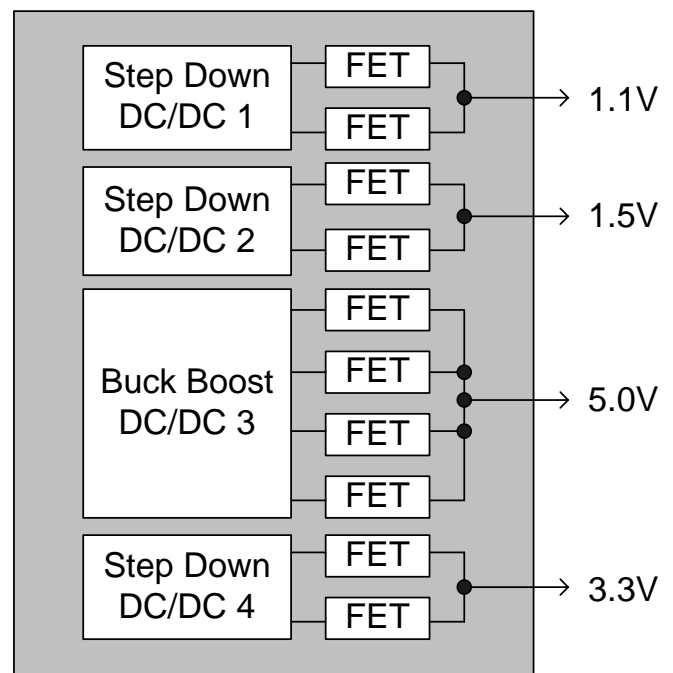 Step Down
DC/DC 1
FET
FET
1.1V
Step Down
DC/DC 2
FET
FET
1.5V
Buck Boost
DC/DC 3
FET
FET
FET
FET
5.0V
Step Down
DC/DC 4
FET
FET
3.3V